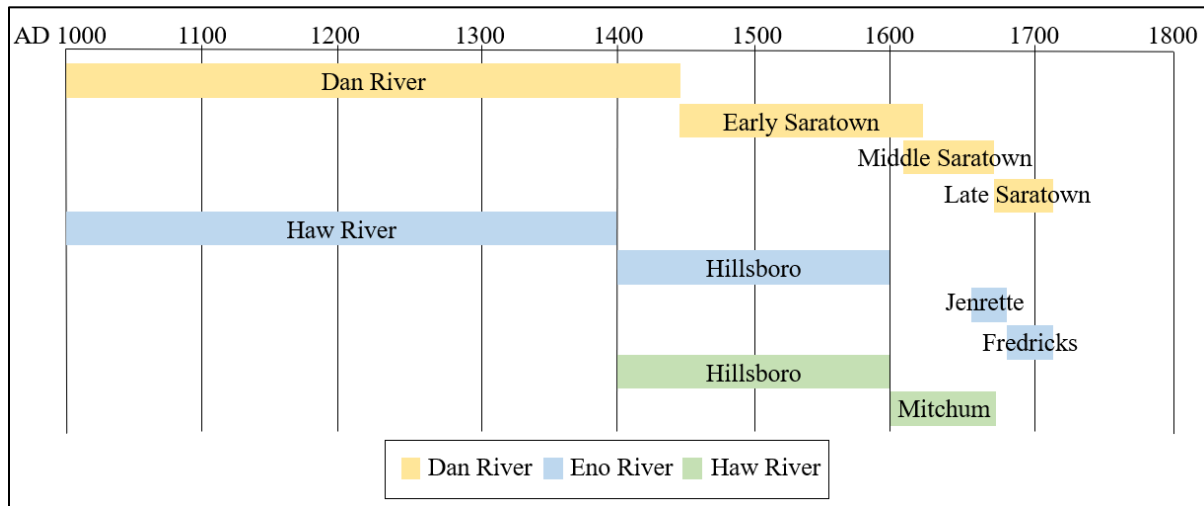 AD 1000 1100 1200 1300 1400 1500 1600 1700 1800
Dan River
Early Saratown
Middle Saratown
Late Saratown
Haw River
Hillsboro
Jenrette
Fredricks
Hillsboro
Mitchum
Dan River Eno River Haw River